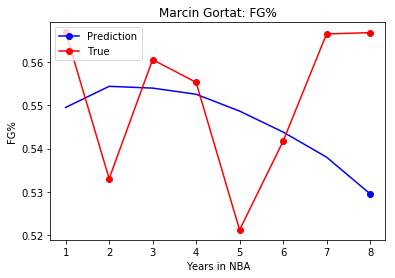 Marcin Gortat: FG%
Prediction
True
FG%
0.56
0.55
0.54
0.53
0.52
1 2 3 4 5 6 7 8
Years in NBA